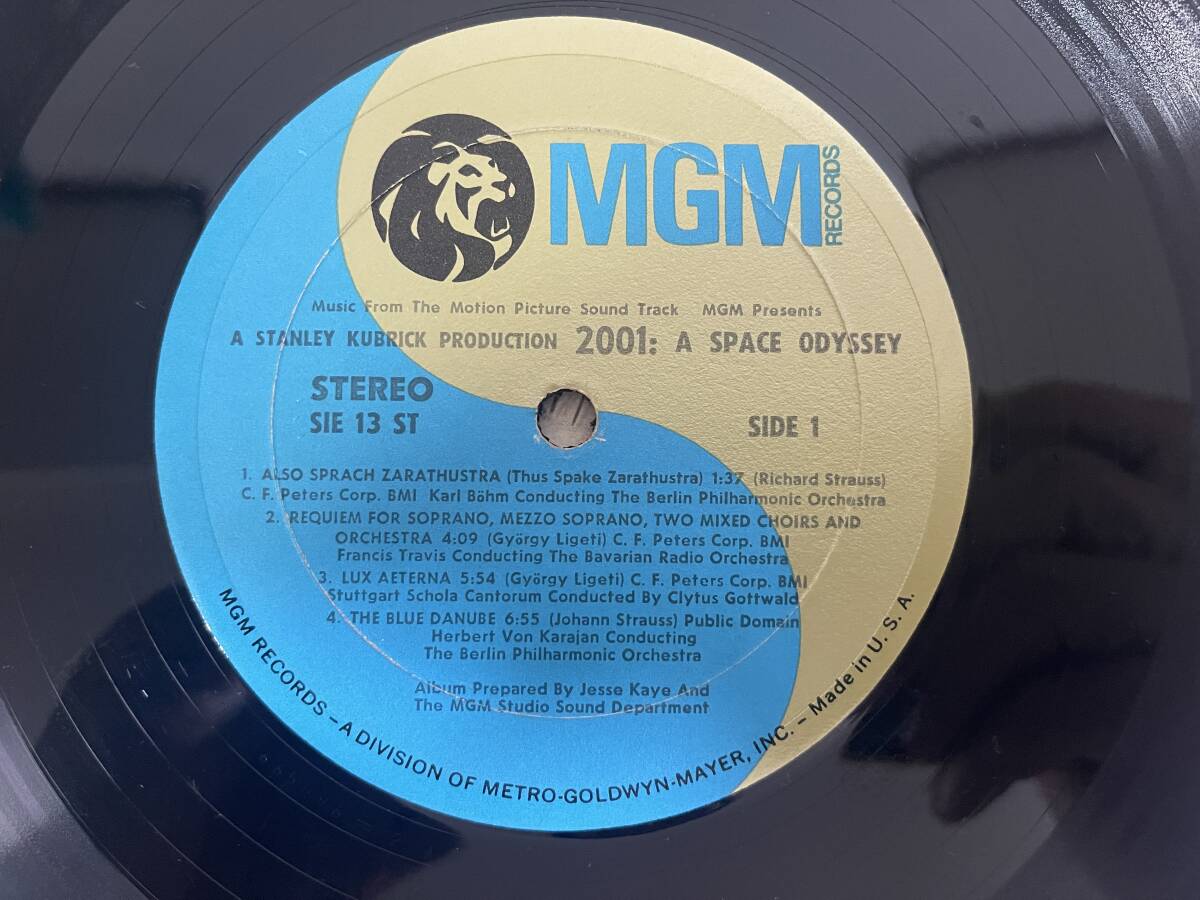 MGM RECORDS
Music From The Motion Picture Sound Track MGM Presents
A STANLEY KUBRICK PRODUCTION 2001: A SPACE ODYSSEY
STEREO
SIE 13 ST
SIDE 1
1. ALSO SPRACH ZARATHUSTRA (Thus Spake Zarathustra) 1:37 (Richard Strauss)
C. F. Peters Corp. BMI Karl Böhm Conducting The Berlin Philharmonic Orchestra
2. REQUIEM FOR SOPRANO, MEZZO SOPRANO, TWO MIXED CHOIRS AND
ORCHESTRA 4:09 (György Ligeti) C. F. Peters Corp. BMI
Francis Travis Conducting The Bavarian Radio Orchestra
3. LUX AETERNA 5:54 (György Ligeti) C. F. Peters Corp. BMI
Stuttgart Schola Cantorum Conducted By Clytus Gottwald
4. THE BLUE DANUBE 6:55 (Johann Strauss) Public Domain
Herbert Von Karajan Conducting
The Berlin Philharmonic Orchestra
Album Prepared By Jesse Kaye And
The MGM Studio Sound Department
MGM RECORDS – A DIVISION OF METRO-GOLDWYN-MAYER, INC. – Made in U. S. A.